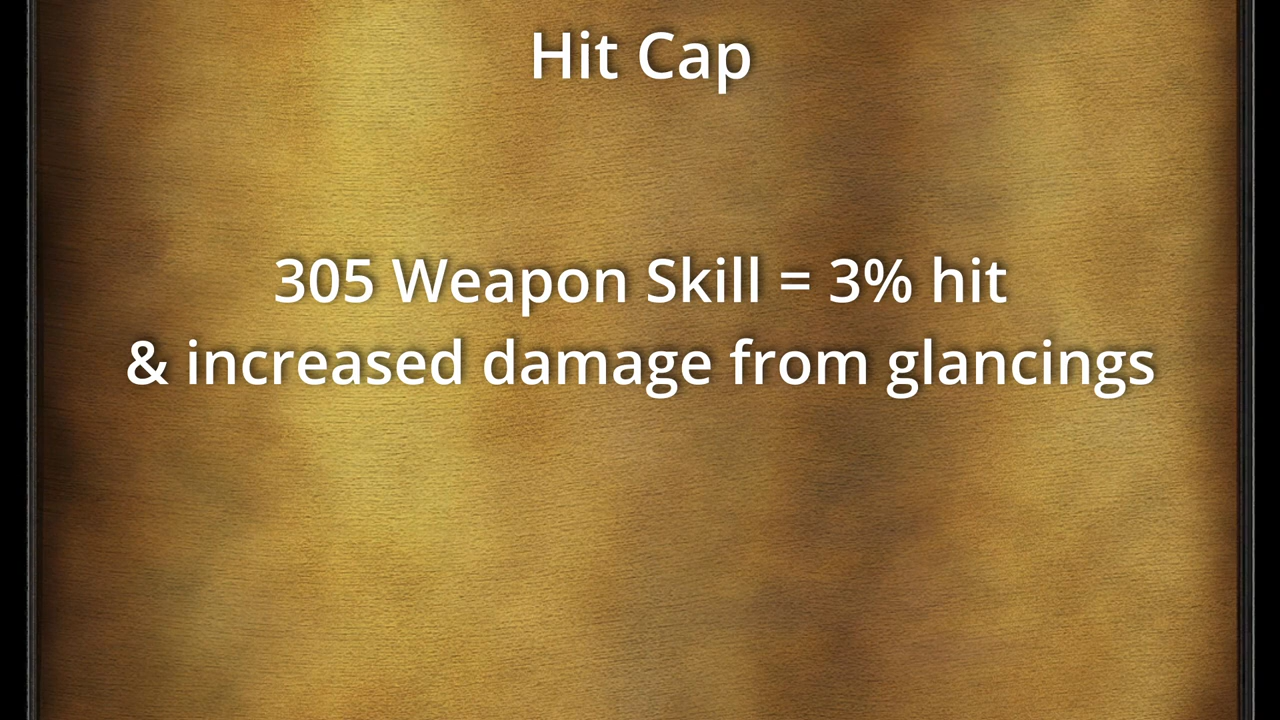 Hit Cap
305 Weapon Skill = 3% hit
& increased damage from glancings